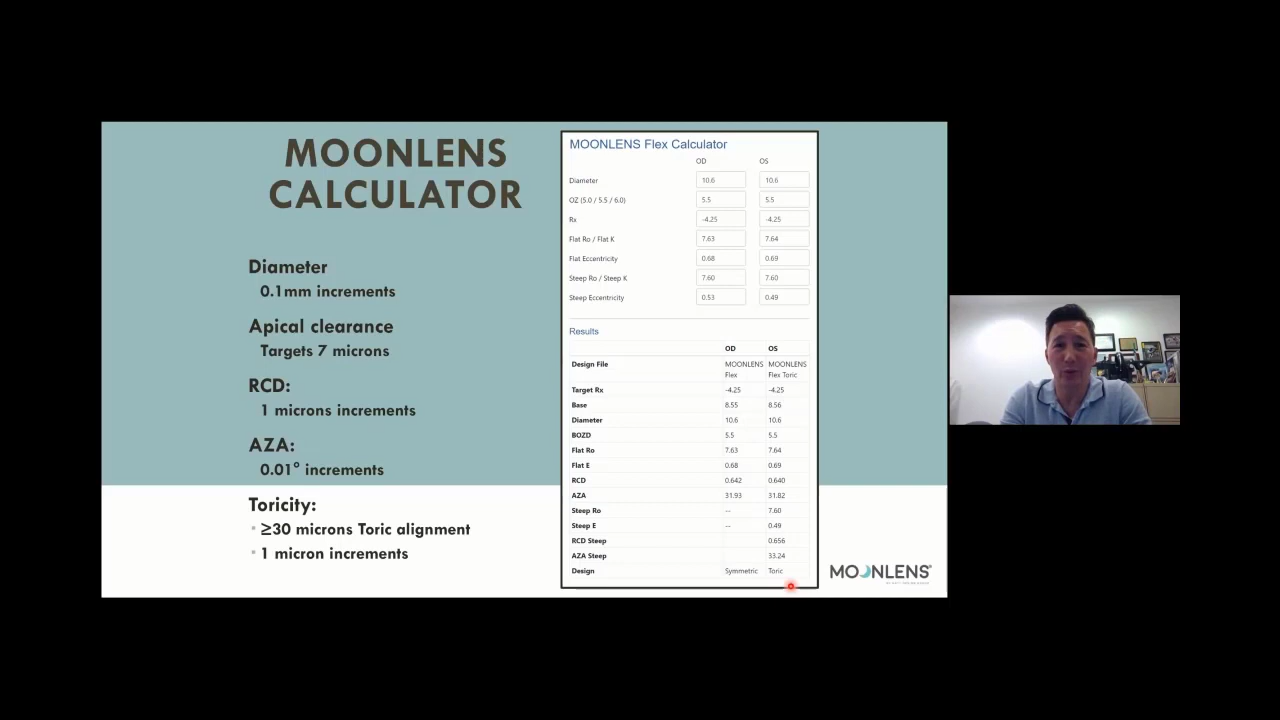 MOONLENS
CALCULATOR
Diameter
0.1mm increments
Apical clearance
Targets 7 microns
RCD:
1 microns increments
AZA:
0.01° increments
Toricity:
≥30 microns Toric alignment
1 micron increments
MOONLENS Flex Calculator
OD OS
Diameter 10.6 10.6
OZ (5.0 / 5.5 / 6.0) 5.5 5.5
Rx -4.25 -4.25
Flat Ro / Flat K 7.63 7.64
Flat Eccentricity 0.68 0.69
Steep Ro / Steep K 7.60 7.60
Steep Eccentricity 0.53 0.49
Results
OD OS
Design File MOONLENS MOONLENS
Flex Flex Toric
Target Rx -4.25 -4.25
Base 8.55 8.56
Diameter 10.6 10.6
BOZD 5.5 5.5
Flat Ro 7.63 7.64
Flat E 0.68 0.69
RCD 0.642 0.640
AZA 31.93 31.82
Steep Ro -- 7.60
Steep E -- 0.49
RCD Steep 0.656
AZA Steep 33.24
Design Symmetric Toric
MOONLENS®